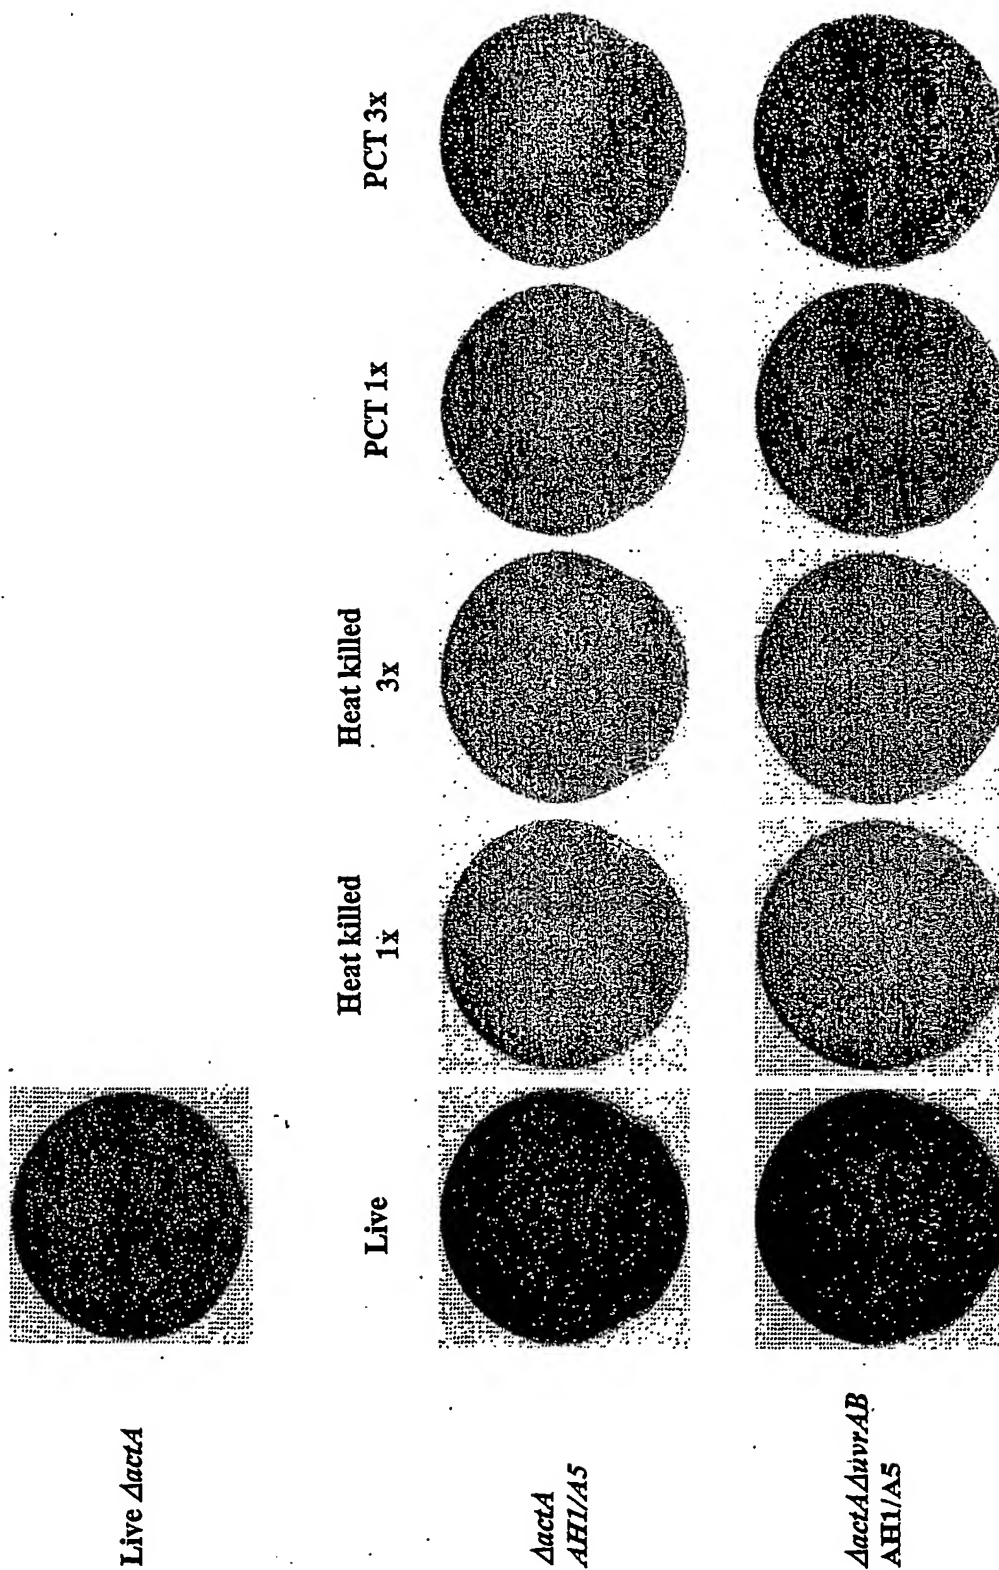 Live ΔactA
Live
Heat killed
1x
Heat killed
3x
PCT 1x
PCT 3x
ΔactA
AH1/A5
ΔactAΔuvrAB
AH1/A5